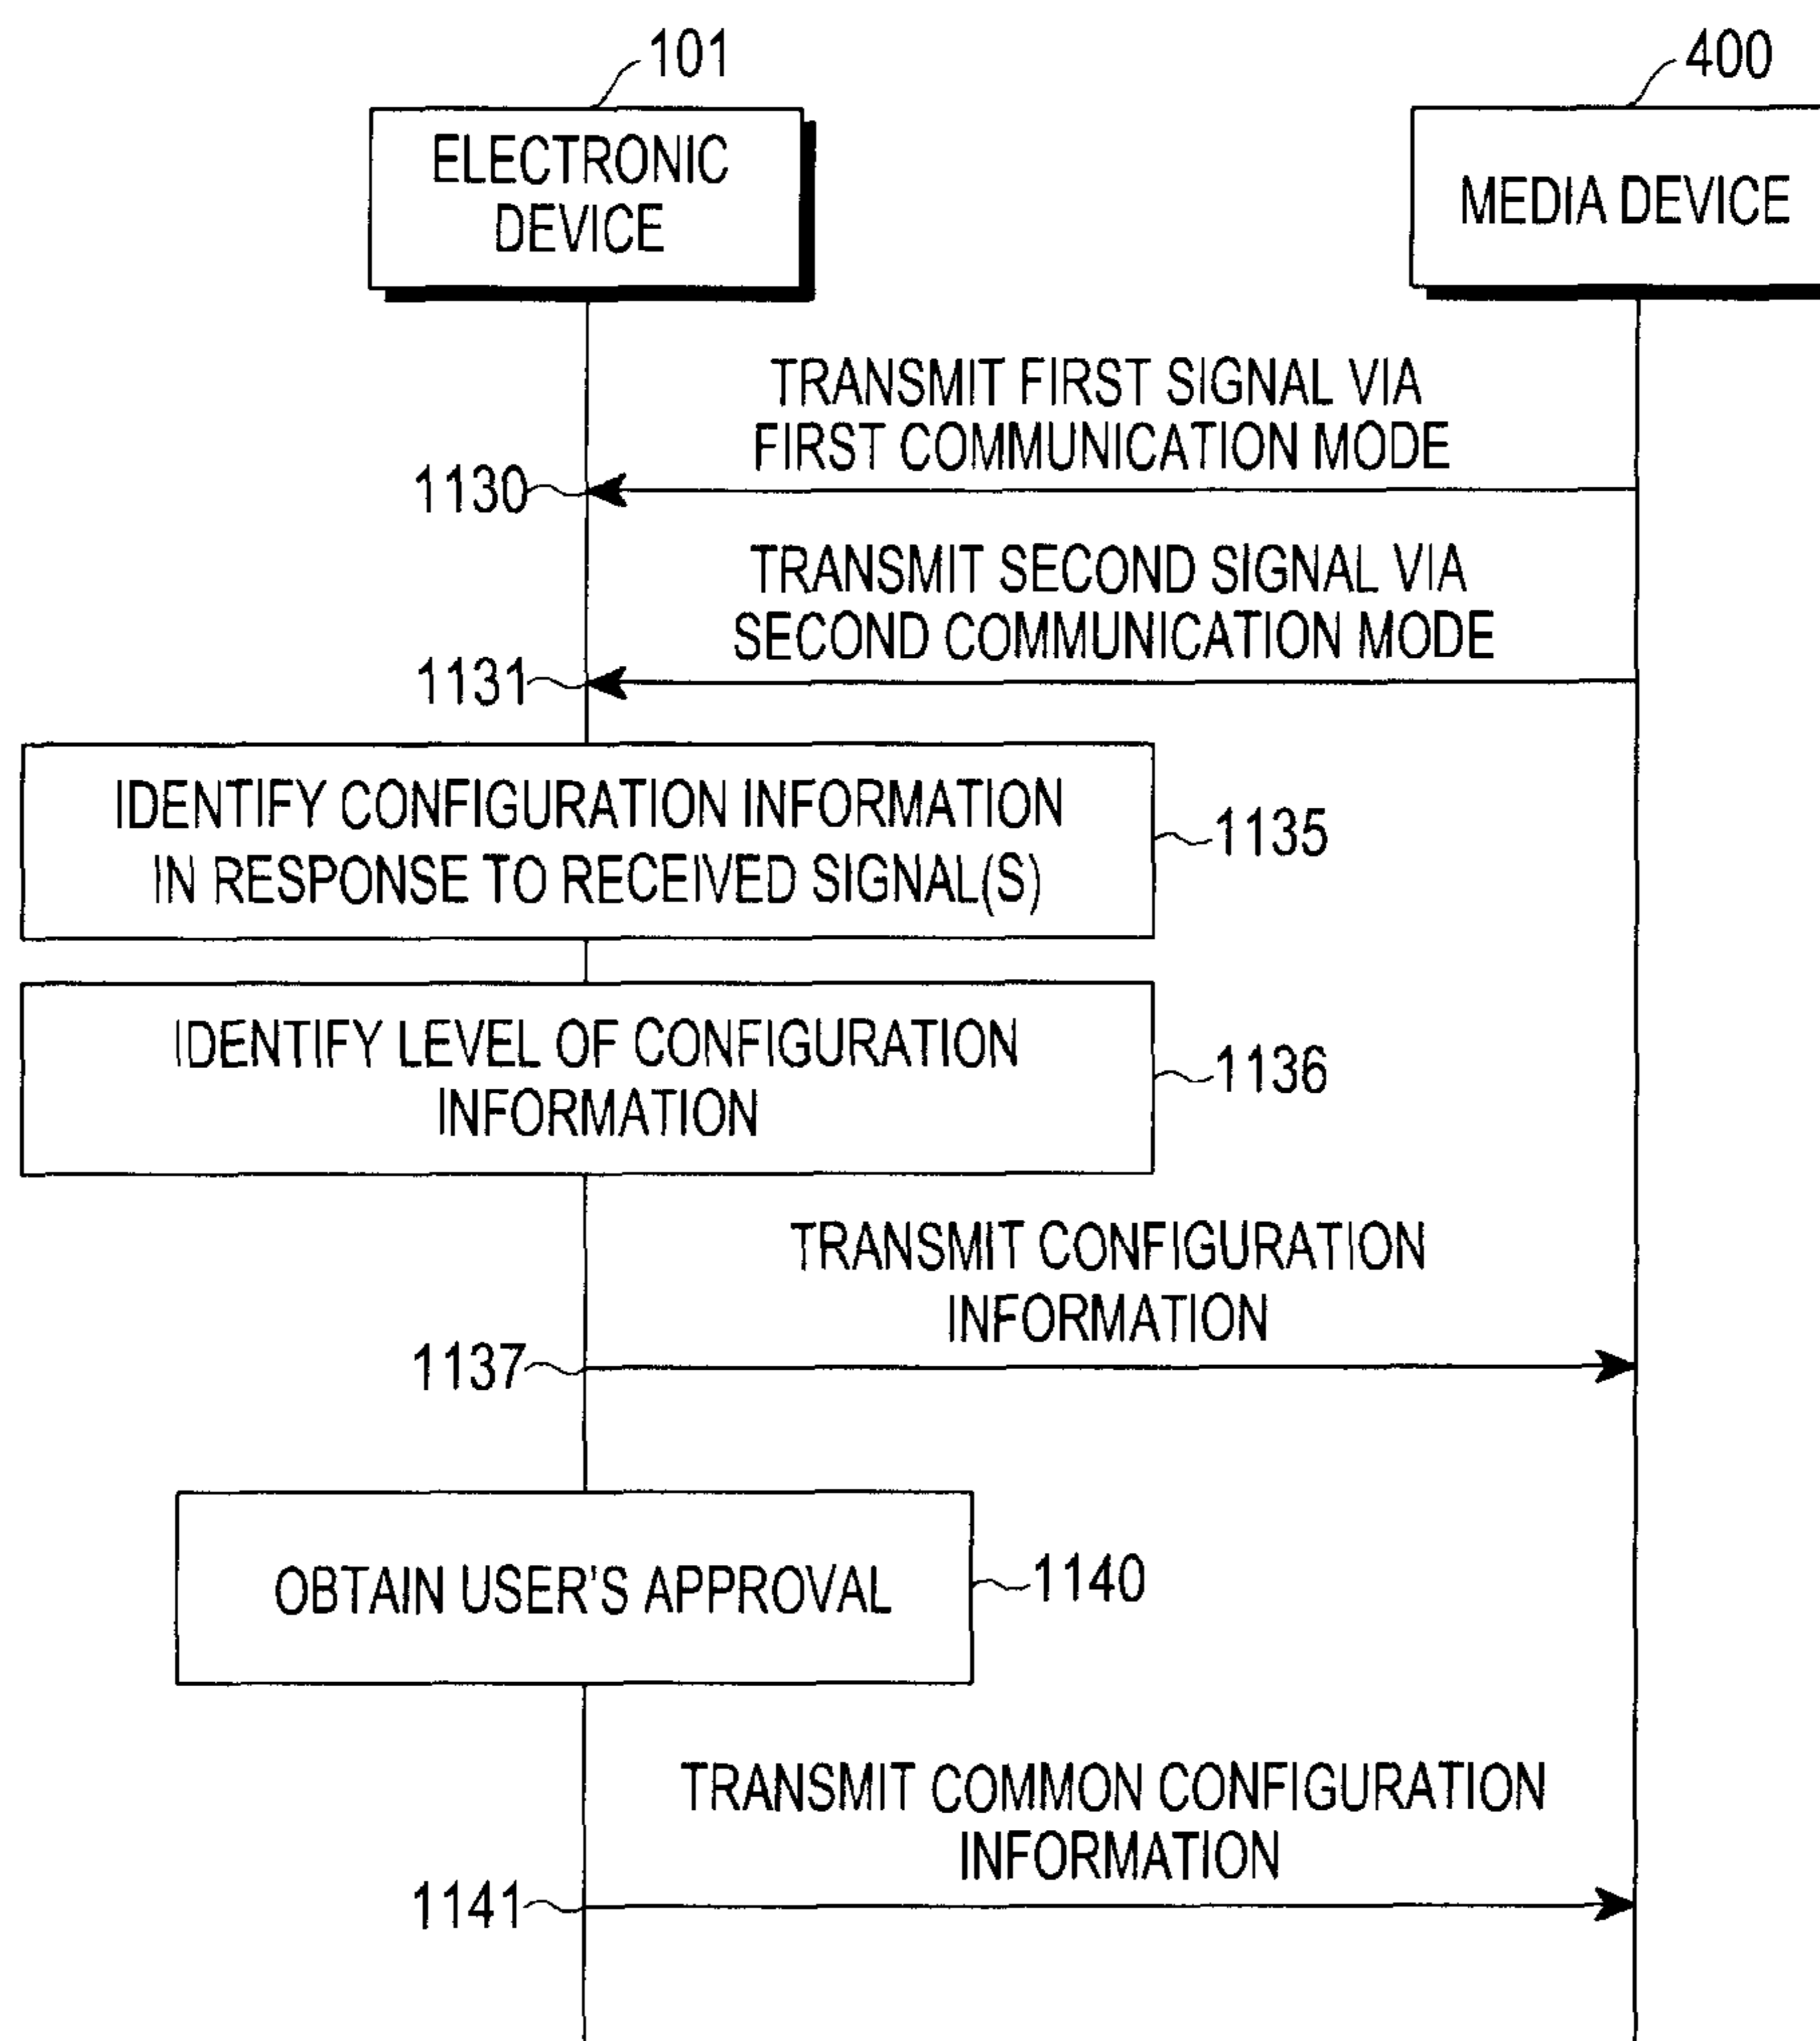 101
400
ELECTRONIC
DEVICE
MEDIA DEVICE
TRANSMIT FIRST SIGNAL VIA
FIRST COMMUNICATION MODE
1130
TRANSMIT SECOND SIGNAL VIA
SECOND COMMUNICATION MODE
1131
IDENTIFY CONFIGURATION INFORMATION
IN RESPONSE TO RECEIVED SIGNAL(S)
1135
IDENTIFY LEVEL OF CONFIGURATION
INFORMATION
1136
TRANSMIT CONFIGURATION
INFORMATION
1137
OBTAIN USER'S APPROVAL
1140
TRANSMIT COMMON CONFIGURATION
INFORMATION
1141